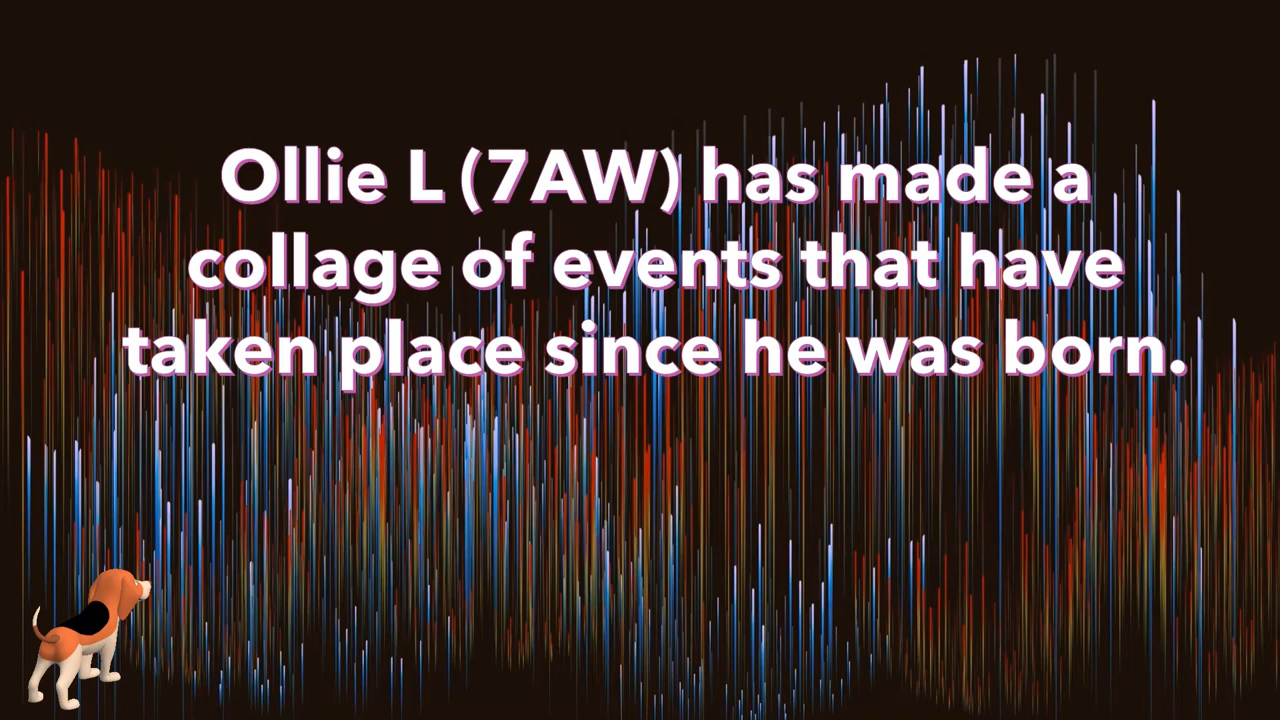 Ollie L (7AW) has made a
collage of events that have
taken place since he was born.